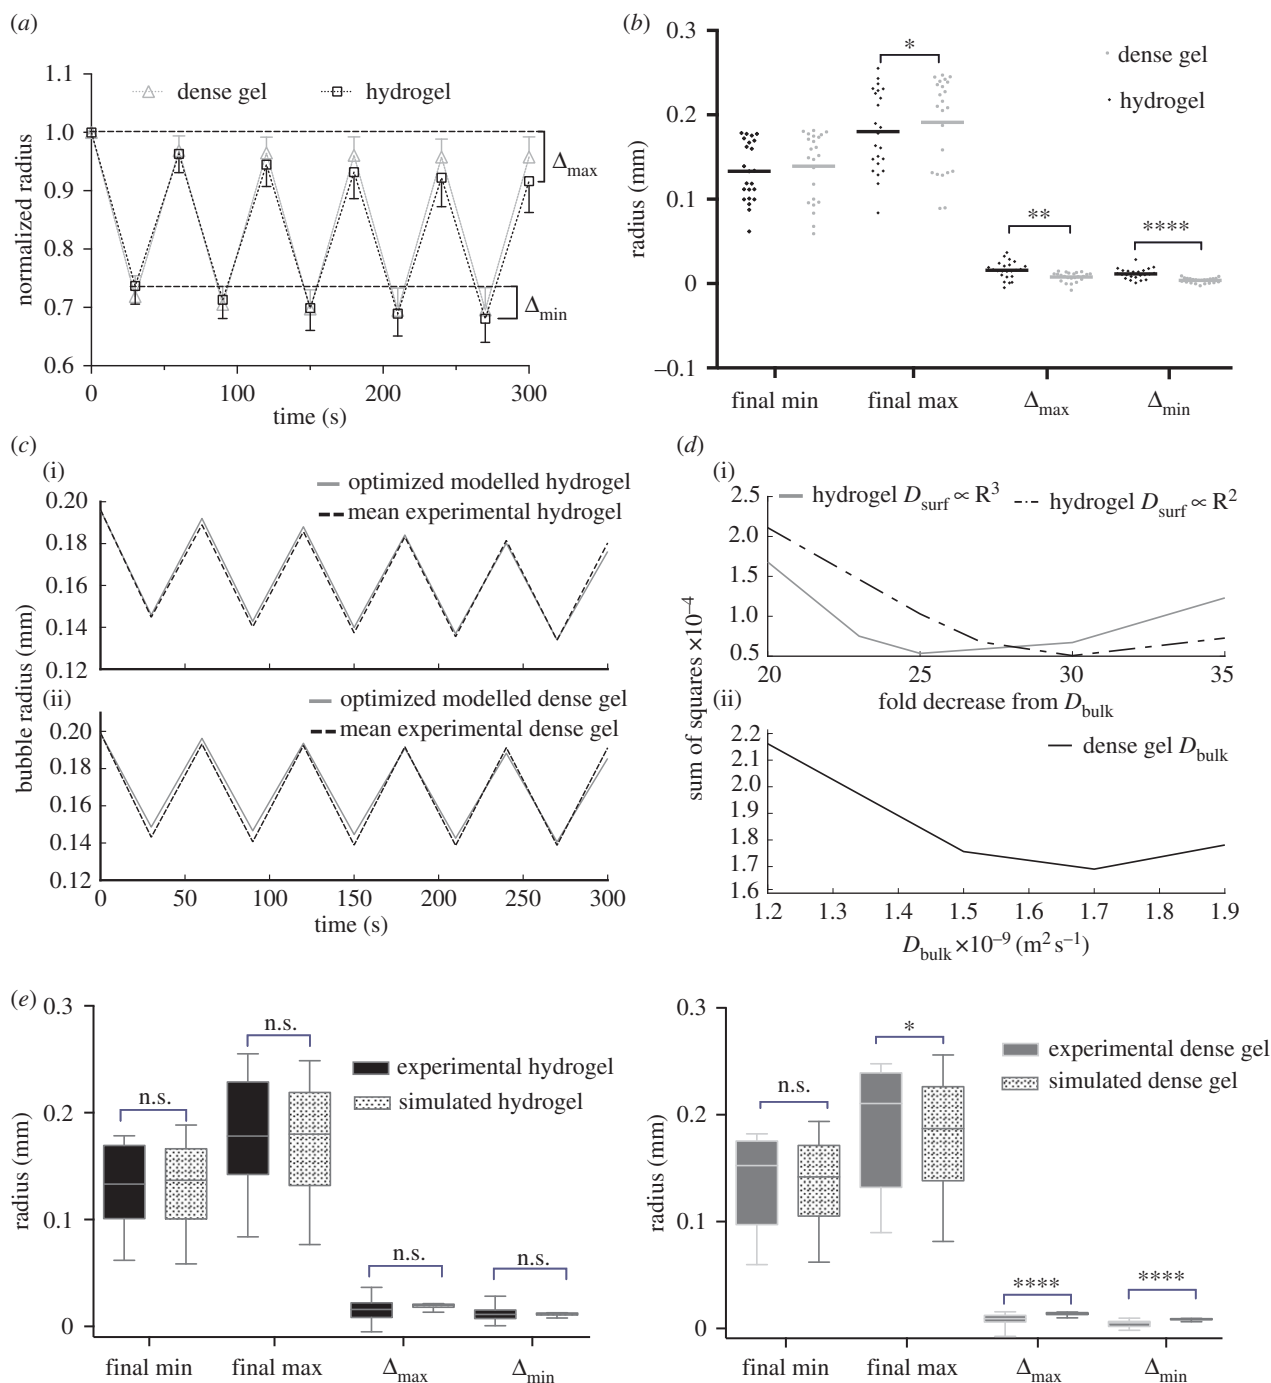 (a)
1.1
1.0
0.9
0.8
0.7
0.6
normalized radius
dense gel
hydrogel
Δmax
Δmin
0
100
200
300
time (s)
(b)
0.3
0.2
0.1
0
–0.1
radius (mm)
*
**
****
dense gel
hydrogel
final min
final max
Δmax
Δmin
(c)
(i)
optimized modelled hydrogel
mean experimental hydrogel
0.20
0.18
0.16
0.14
0.12
0
50
100
150
200
250
300
bubble radius (mm)
(ii)
optimized modelled dense gel
mean experimental dense gel
0.20
0.18
0.16
0.14
0.12
0
50
100
150
200
250
300
time (s)
(d)
(i)
hydrogel Dsurf ∝ R³
hydrogel Dsurf ∝ R²
2.5
2.0
1.5
1.0
0.5
20
25
30
35
fold decrease from Dbulk
sum of squares ×10⁻⁴
(ii)
dense gel Dbulk
2.2
2.1
2.0
1.9
1.8
1.7
1.6
1.2
1.3
1.4
1.5
1.6
1.7
1.8
1.9
Dbulk ×10⁻⁹ (m² s⁻¹)
(e)
0.3
0.2
0.1
0
radius (mm)
n.s.
n.s.
n.s.
n.s.
experimental hydrogel
simulated hydrogel
final min
final max
Δmax
Δmin
0.3
0.2
0.1
0
radius (mm)
n.s.
*
****
****
experimental dense gel
simulated dense gel
final min
final max
Δmax
Δmin